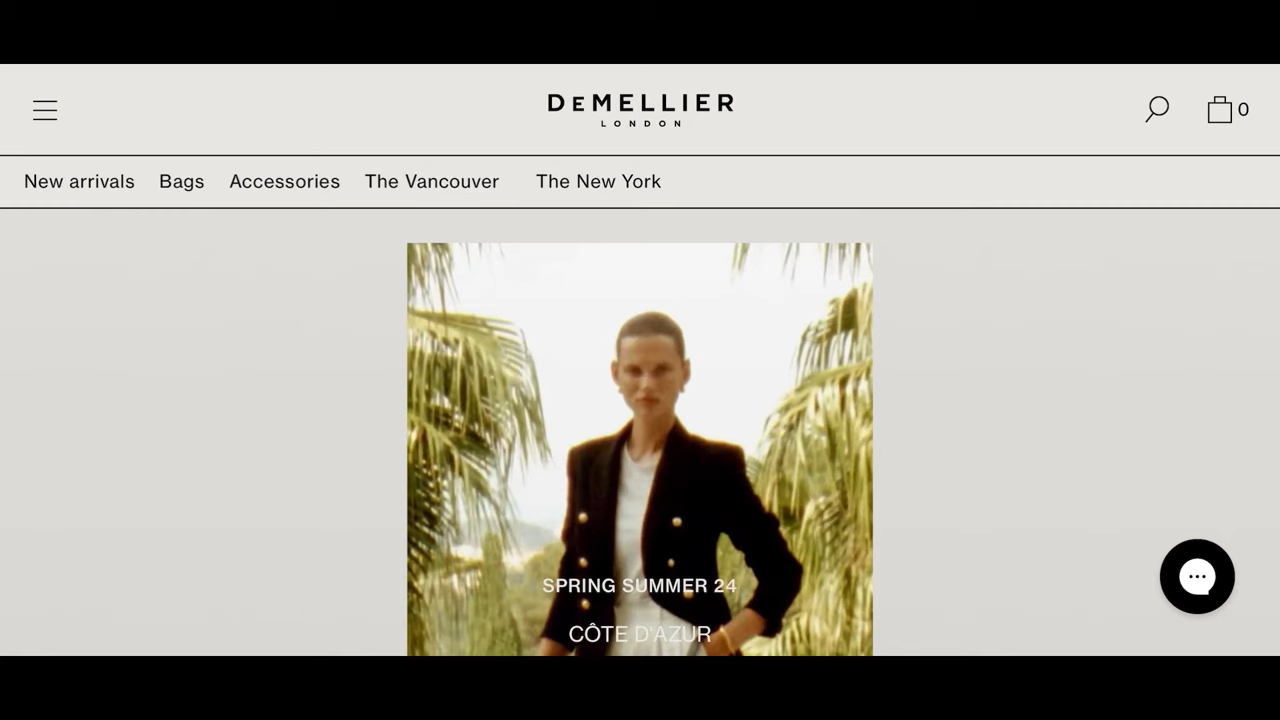 DEMELLIER
LONDON
0
New arrivals Bags Accessories The Vancouver The New York
SPRING SUMMER 24
CÔTE D'AZUR